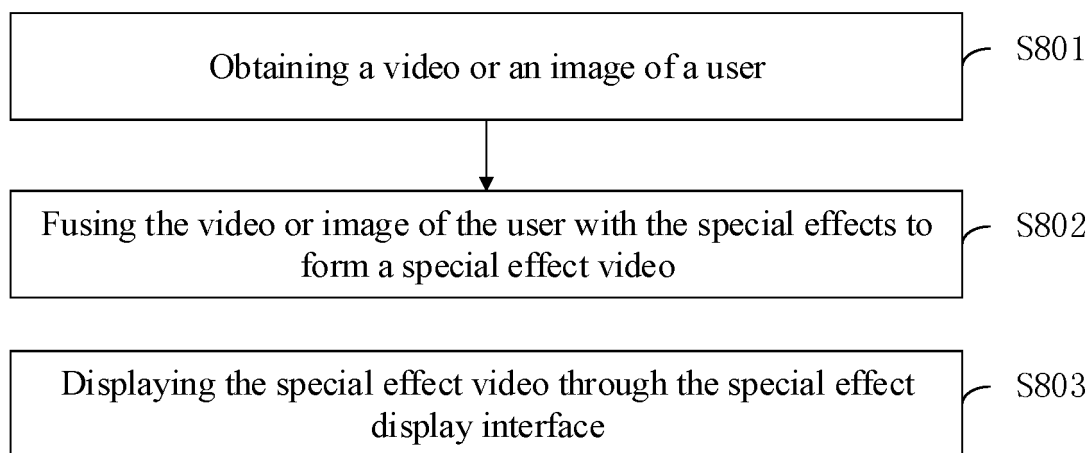 Obtaining a video or an image of a user
S801
Fusing the video or image of the user with the special effects to
form a special effect video
S802
Displaying the special effect video through the special effect
display interface
S803